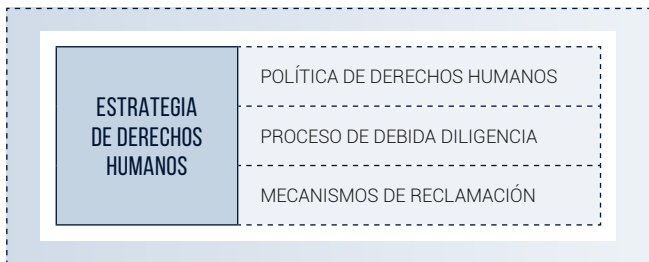 ESTRATEGIA
DE DERECHOS
HUMANOS
POLÍTICA DE DERECHOS HUMANOS
PROCESO DE DEBIDA DILIGENCIA
MECANISMOS DE RECLAMACIÓN